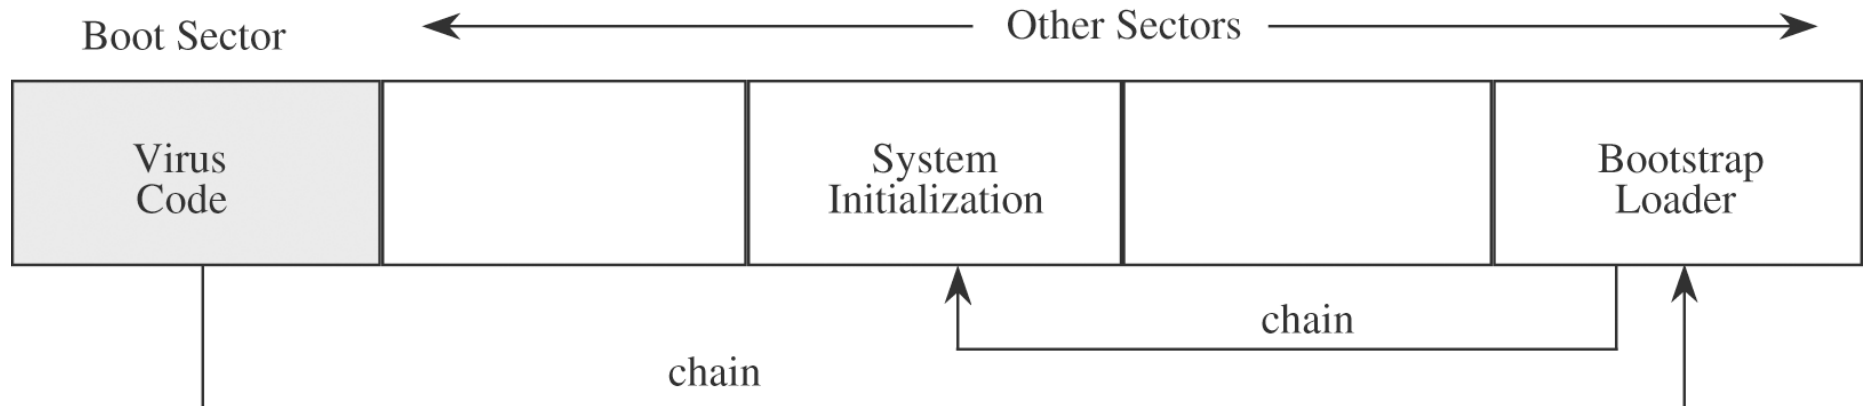 Boot Sector
Other Sectors
Virus
Code
System
Initialization
Bootstrap
Loader
chain
chain